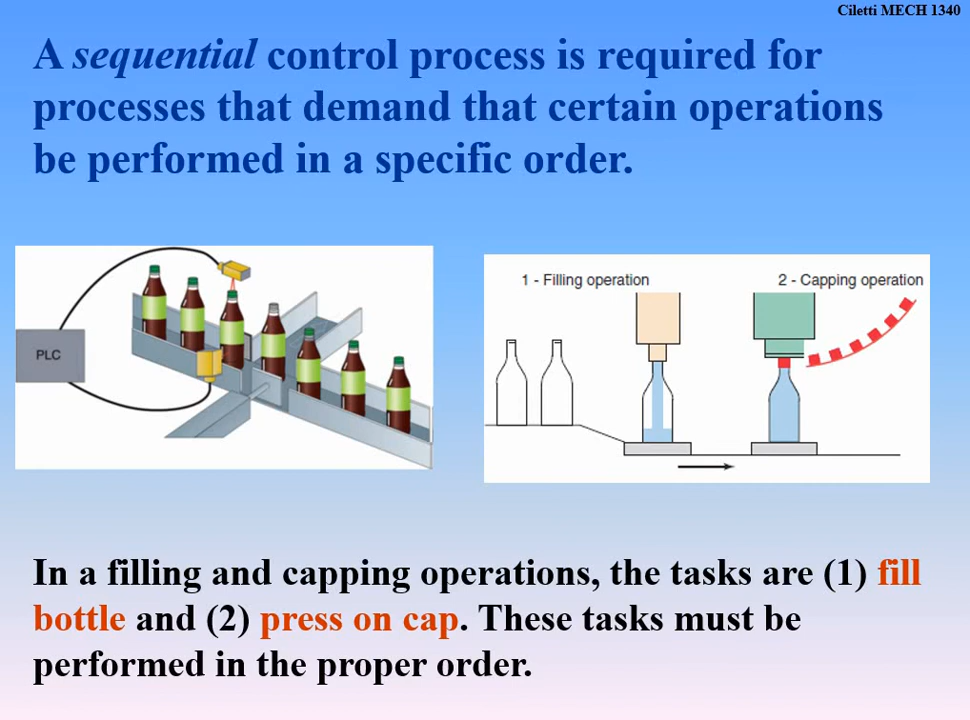 Ciletti MECH 1340
A sequential control process is required for
processes that demand that certain operations
be performed in a specific order.
PLC
1 - Filling operation
2 - Capping operation
In a filling and capping operations, the tasks are (1) fill
bottle and (2) press on cap. These tasks must be
performed in the proper order.